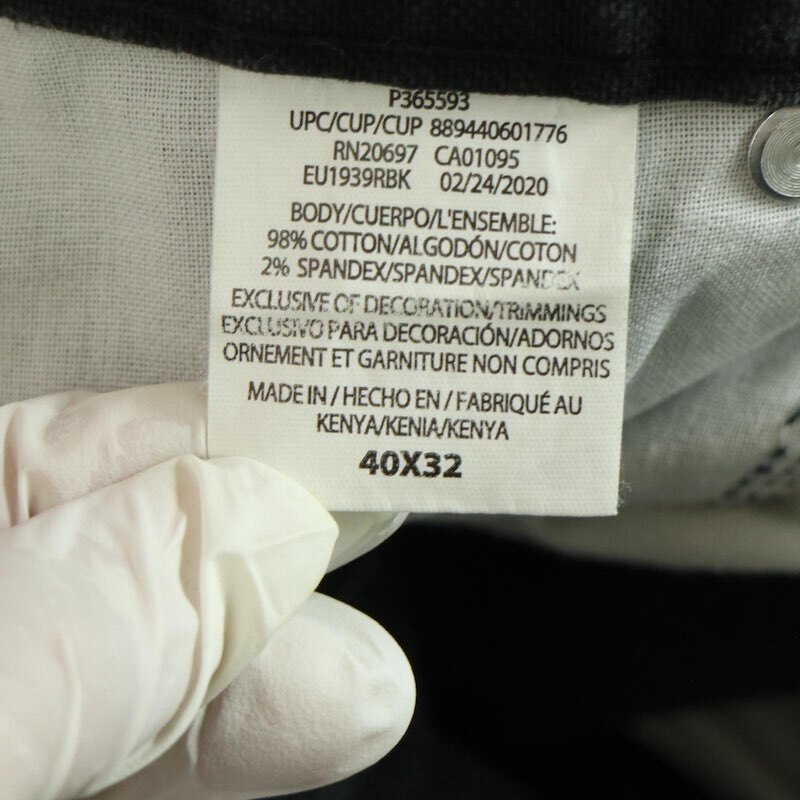 P365593
UPC/CUP/CUP 889440601776
RN20697 CA01095
EU1939RBK 02/24/2020
BODY/CUERPO/L'ENSEMBLE:
98% COTTON/ALGODÓN/COTON
2% SPANDEX/SPANDEX/SPANDEX
EXCLUSIVE OF DECORATION/TRIMMINGS
EXCLUSIVO PARA DECORACIÓN/ADORNOS
ORNEMENT ET GARNITURE NON COMPRIS
MADE IN / HECHO EN / FABRIQUÉ AU
KENYA/KENIA/KENYA
40X32